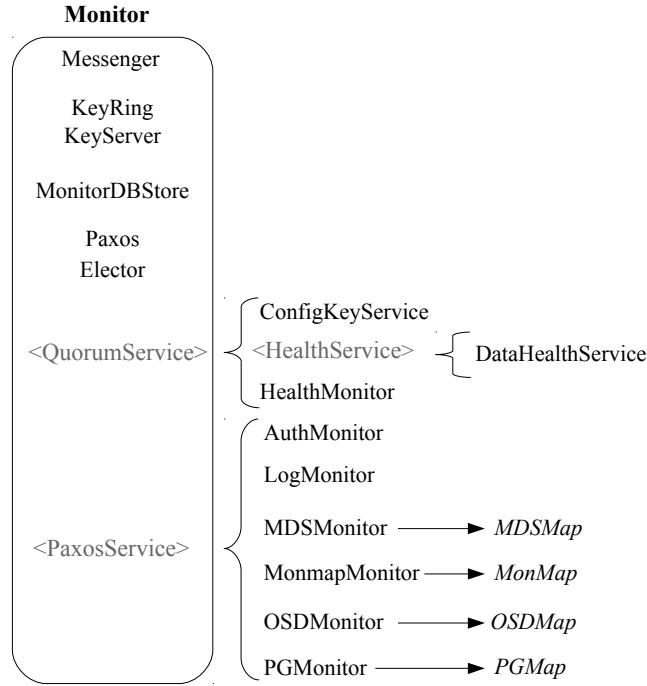 Monitor
Messenger
KeyRing
KeyServer
MonitorDBStore
Paxos
Elector
<QuorumService>
ConfigKeyService
<HealthService>
DataHealthService
HealthMonitor
<PaxosService>
AuthMonitor
LogMonitor
MDSMonitor MDSMap
MonmapMonitor MonMap
OSDMonitor OSDMap
PGMonitor PGMap